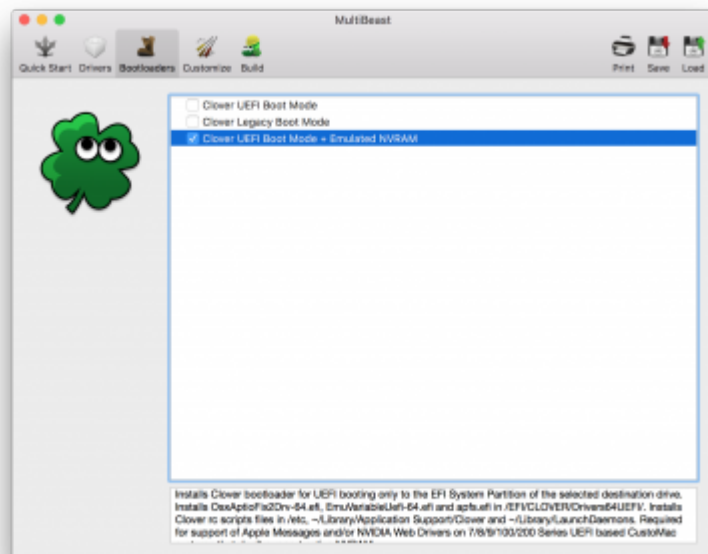 MultiBeast
Quick Start Drivers Bootloaders Customize Build Print Save Load
Clover UEFI Boot Mode
Clover Legacy Boot Mode
Clover UEFI Boot Mode + Emulated NVRAM
Installs Clover bootloader for UEFI booting only to the EFI System Partition of the selected destination drive.
Installs OsxAptioFix2Drv-64.efi, EmuVariableUefi-64.efi and apfs.efi in /EFI/CLOVER/Drivers64UEFI/. Installs
Clover rc scripts files in /etc, ~/Library/Application Support/Clover and ~/Library/LaunchDaemons. Required
for support of Apple Messages and/or NVIDIA Web Drivers on 7/8/9/100/200 Series UEFI based CustoMac